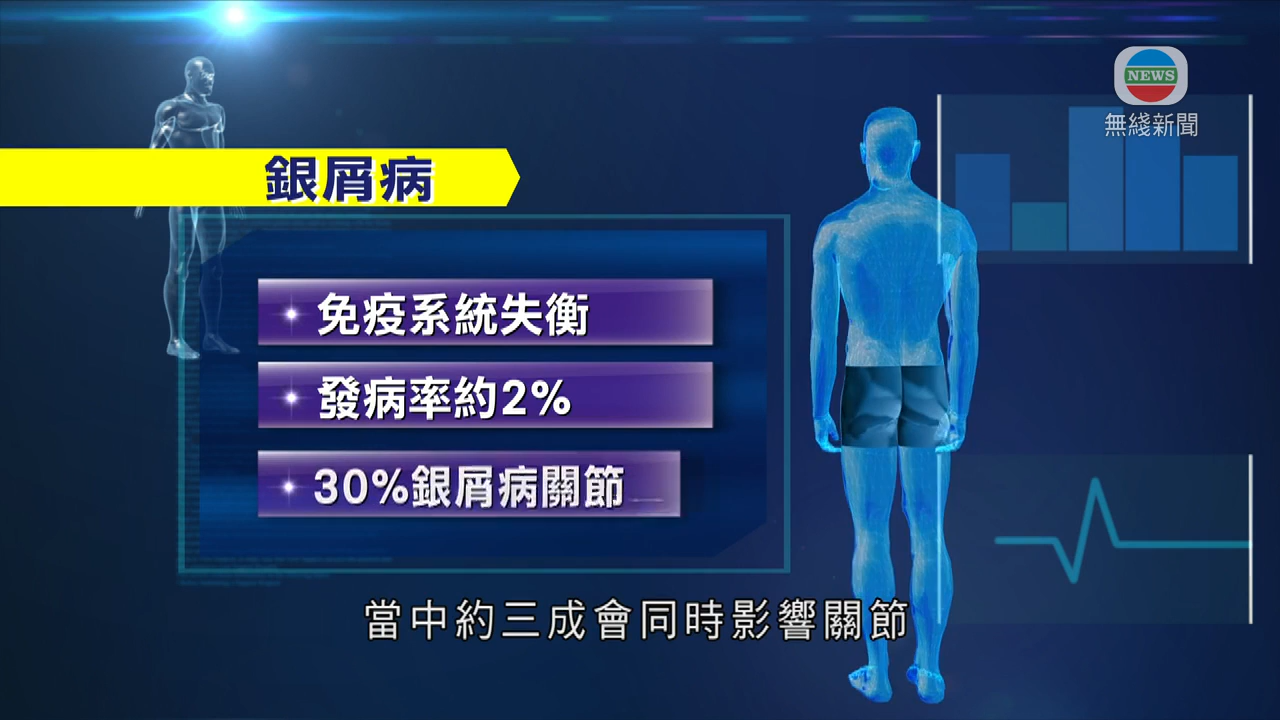 NEWS
無綫新聞
銀屑病
免疫系統失衡
發病率約2%
30%銀屑病關節
當中約三成會同時影響關節